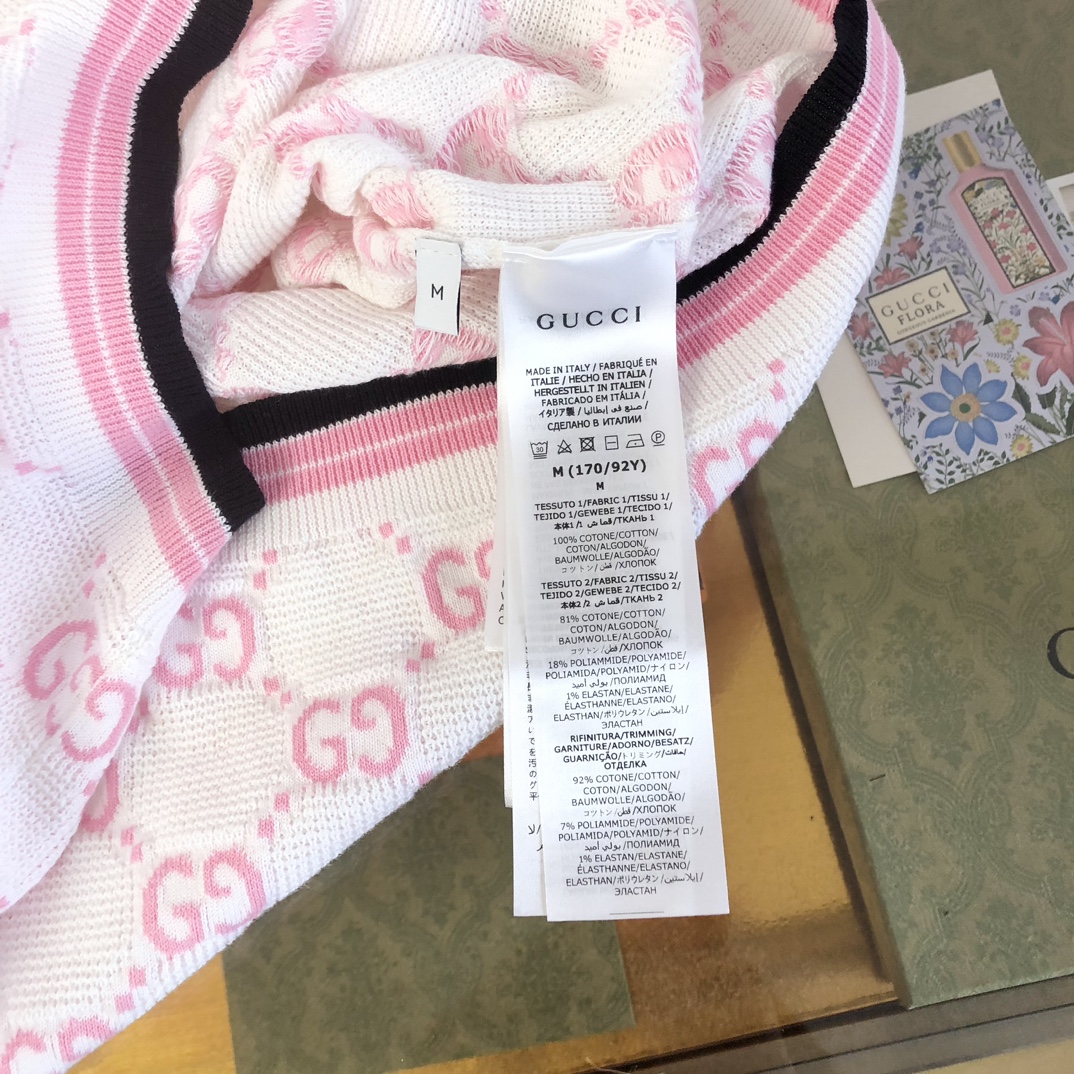 M
GUCCI
MADE IN ITALY / FABRIQUÉ EN
ITALIE / HECHO EN ITALIA /
HERGESTELLT IN ITALIEN /
FABRICADO EM ITÁLIA /
イタリア製 / صنع في إيطاليا /
СДЕЛАНО В ИТАЛИИ
30
P
M (170/92Y)
M
TESSUTO 1/FABRIC 1/TISSU 1/
TEJIDO 1/GEWEBE 1/TECIDO 1/
本体1/قماش 1/ТКАНЬ 1
100% COTONE/COTTON/
COTON/ALGODON/
BAUMWOLLE/ALGODÃO/
コットン/قطن/ХЛОПОК
TESSUTO 2/FABRIC 2/TISSU 2/
TEJIDO 2/GEWEBE 2/TECIDO 2/
本体2/قماش 2/ТКАНЬ 2
81% COTONE/COTTON/
COTON/ALGODON/
BAUMWOLLE/ALGODÃO/
コットン/قطن/ХЛОПОК
18% POLIAMMIDE/POLYAMIDE/
POLIAMIDA/POLYAMID/ナイロン/
بولي أميد/ПОЛИАМИД
1% ELASTAN/ELASTANE/
ÉLASTHANNE/ELASTANO/
ELASTHAN/ポリウレタン/إيلاستين/
ЭЛАСТАН
RIFINITURA/TRIMMING/
GARNITURE/ADORNO/BESATZ/
GUARNIÇÃO/トリミング/حافات/
ОТДЕЛКА
92% COTONE/COTTON/
COTON/ALGODON/
BAUMWOLLE/ALGODÃO/
コットン/قطن/ХЛОПОК
7% POLIAMMIDE/POLYAMIDE/
POLIAMIDA/POLYAMID/ナイロン/
بولي أميد/ПОЛИАМИД
1% ELASTAN/ELASTANE/
ÉLASTHANNE/ELASTANO/
ELASTHAN/ポリウレタン/إيلاستين/
ЭЛАСТАН
GUCCI
FLORA
GORGEOUS GARDENIA